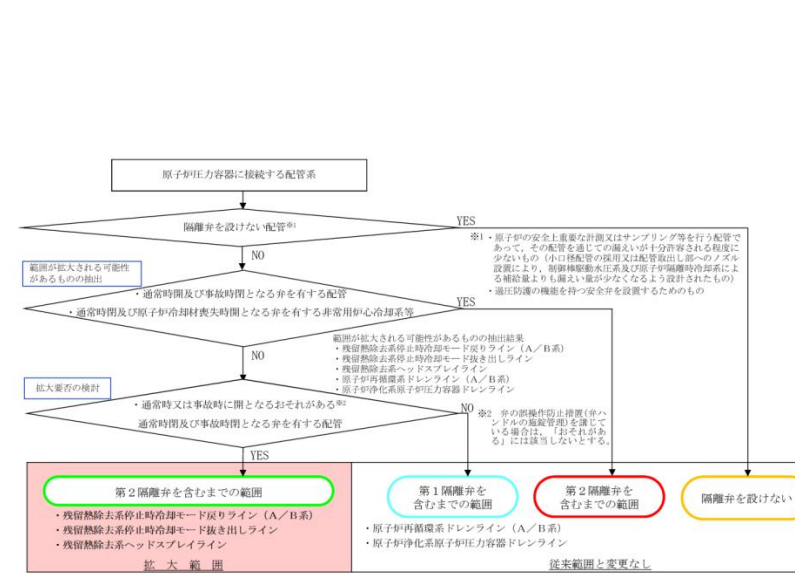 原子炉圧力容器に接続する配管系
隔離弁を設けない配管※1
YES
NO
※1・原子炉の安全上重要な計測又はサンプリング等を行う配管で
あって，その配管を通じての漏えいが十分許容される程度に
少ないもの（小口径配管の採用又は配管取出し部へのノズル
設置により，制御棒駆動水圧系及び原子炉隔離時冷却系によ
る補給量よりも漏えい量が少なくなるよう設計されたもの）
・過圧防護の機能を持つ安全弁を設置するためのもの
範囲が拡大される可能性
があるものの抽出
・通常時開及び事故時閉となる弁を有する配管
・通常時閉及び原子炉冷却材喪失時開となる弁を有する非常用炉心冷却系等
YES
NO
範囲が拡大される可能性があるものの抽出結果
・残留熱除去系停止時冷却モード戻りライン（A／B系）
・残留熱除去系停止時冷却モード抜き出しライン
・残留熱除去系ヘッドスプレイライン
・原子炉再循環系ドレンライン（A／B系）
・原子炉浄化系原子炉圧力容器ドレンライン
拡大要否の検討
・通常時又は事故時に開となるおそれがある※2
通常時閉及び事故時閉となる弁を有する配管
NO
※2 弁の誤操作防止措置(弁ハ
ンドルの施錠管理)を講じて
いる場合は，「おそれがあ
る」には該当しないとする。
YES
第２隔離弁を含むまでの範囲
・残留熱除去系停止時冷却モード戻りライン（A／B系）
・残留熱除去系停止時冷却モード抜き出しライン
・残留熱除去系ヘッドスプレイライン
拡大範囲
第１隔離弁を
含むまでの範囲
・原子炉再循環系ドレンライン（A／B系）
・原子炉浄化系原子炉圧力容器ドレンライン
第２隔離弁を
含むまでの範囲
隔離弁を設けない
従来範囲と変更なし